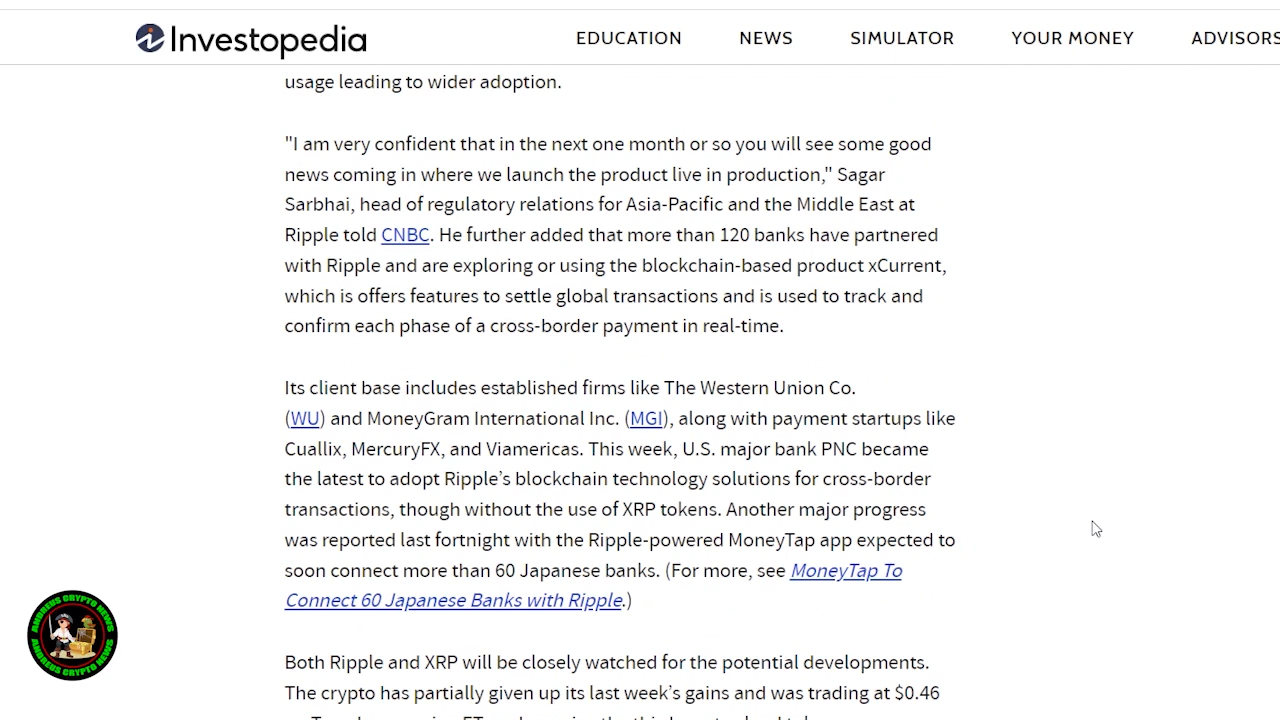 Investopedia
EDUCATION NEWS SIMULATOR YOUR MONEY ADVISORS
usage leading to wider adoption.
"I am very confident that in the next one month or so you will see some good
news coming in where we launch the product live in production," Sagar
Sarbhai, head of regulatory relations for Asia-Pacific and the Middle East at
Ripple told CNBC. He further added that more than 120 banks have partnered
with Ripple and are exploring or using the blockchain-based product xCurrent,
which is offers features to settle global transactions and is used to track and
confirm each phase of a cross-border payment in real-time.
Its client base includes established firms like The Western Union Co.
(WU) and MoneyGram International Inc. (MGI), along with payment startups like
Cuallix, MercuryFX, and Viamericas. This week, U.S. major bank PNC became
the latest to adopt Ripple’s blockchain technology solutions for cross-border
transactions, though without the use of XRP tokens. Another major progress
was reported last fortnight with the Ripple-powered MoneyTap app expected to
soon connect more than 60 Japanese banks. (For more, see MoneyTap To
Connect 60 Japanese Banks with Ripple.)
ANDREUS CRYPTO NEWS
ANDREUS CRYPTO NEWS
Both Ripple and XRP will be closely watched for the potential developments.
The crypto has partially given up its last week’s gains and was trading at $0.46